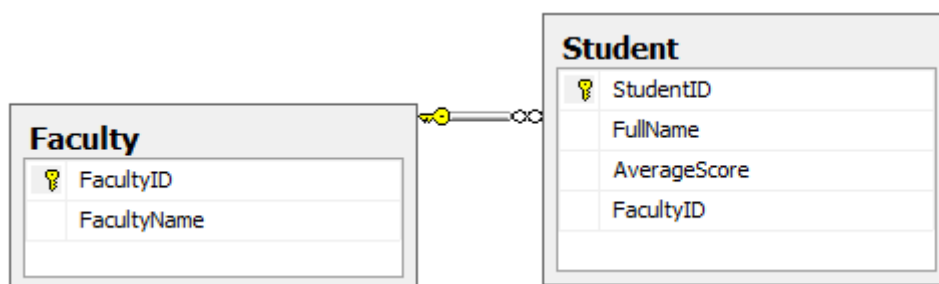 Faculty
FacultyID
FacultyName
Student
StudentID
FullName
AverageScore
FacultyID